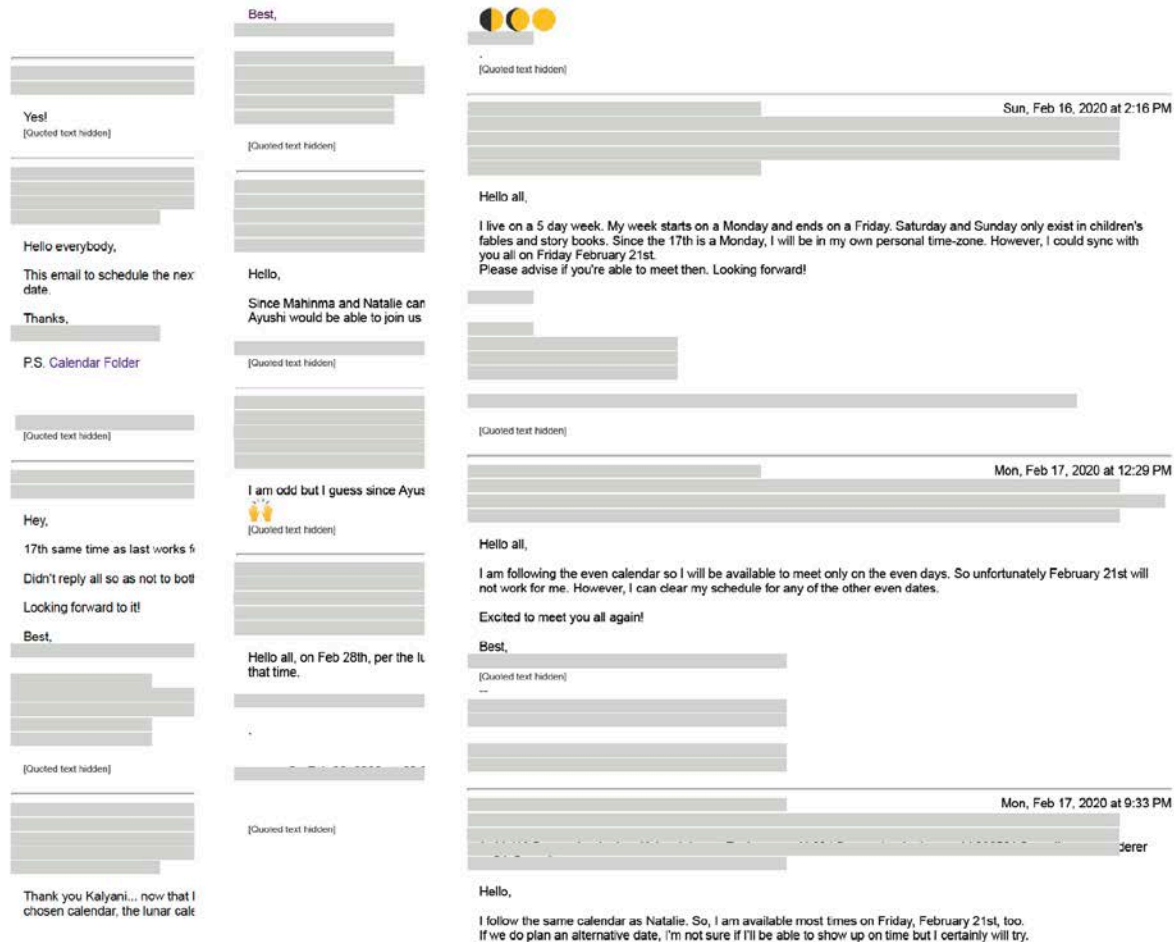 Yes!
[Quoted text hidden]
Hello everybody,
This email to schedule the
date.
Thanks,
P.S. Calendar Folder
[Quoted text hidden]
Hey,
17th same time as last works
Didn't reply all so as not to
Looking forward to it!
Best,
[Quoted text hidden]
Thank you Kalyani... now that
chosen calendar, the lunar
Best,
[Quoted text hidden]
Hello,
Since Mahinma and Natalie
Ayushi would be able to join us
[Quoted text hidden]
I am odd but I guess since
[Quoted text hidden]
Hello all, on Feb 28th, per the
that time.
.
[Quoted text hidden]
.
[Quoted text hidden]
Sun, Feb 16, 2020 at 2:16 PM
Hello all,
I live on a 5 day week. My week starts on a Monday and ends on a Friday. Saturday and Sunday only exist in children's
fables and story books. Since the 17th is a Monday, I will be in my own personal time-zone. However, I could sync with
you all on Friday February 21st.
Please advise if you're able to meet then. Looking forward!
[Quoted text hidden]
Mon, Feb 17, 2020 at 12:29 PM
Hello all,
I am following the even calendar so I will be available to meet only on the even days. So unfortunately February 21st will
not work for me. However, I can clear my schedule for any of the other even dates.
Excited to meet you all again!
Best,
[Quoted text hidden]
--
Mon, Feb 17, 2020 at 9:33 PM
Hello,
I follow the same calendar as Natalie. So, I am available most times on Friday, February 21st, too.
If we do plan an alternative date, I'm not sure if I'll be able to show up on time but I certainly will try.